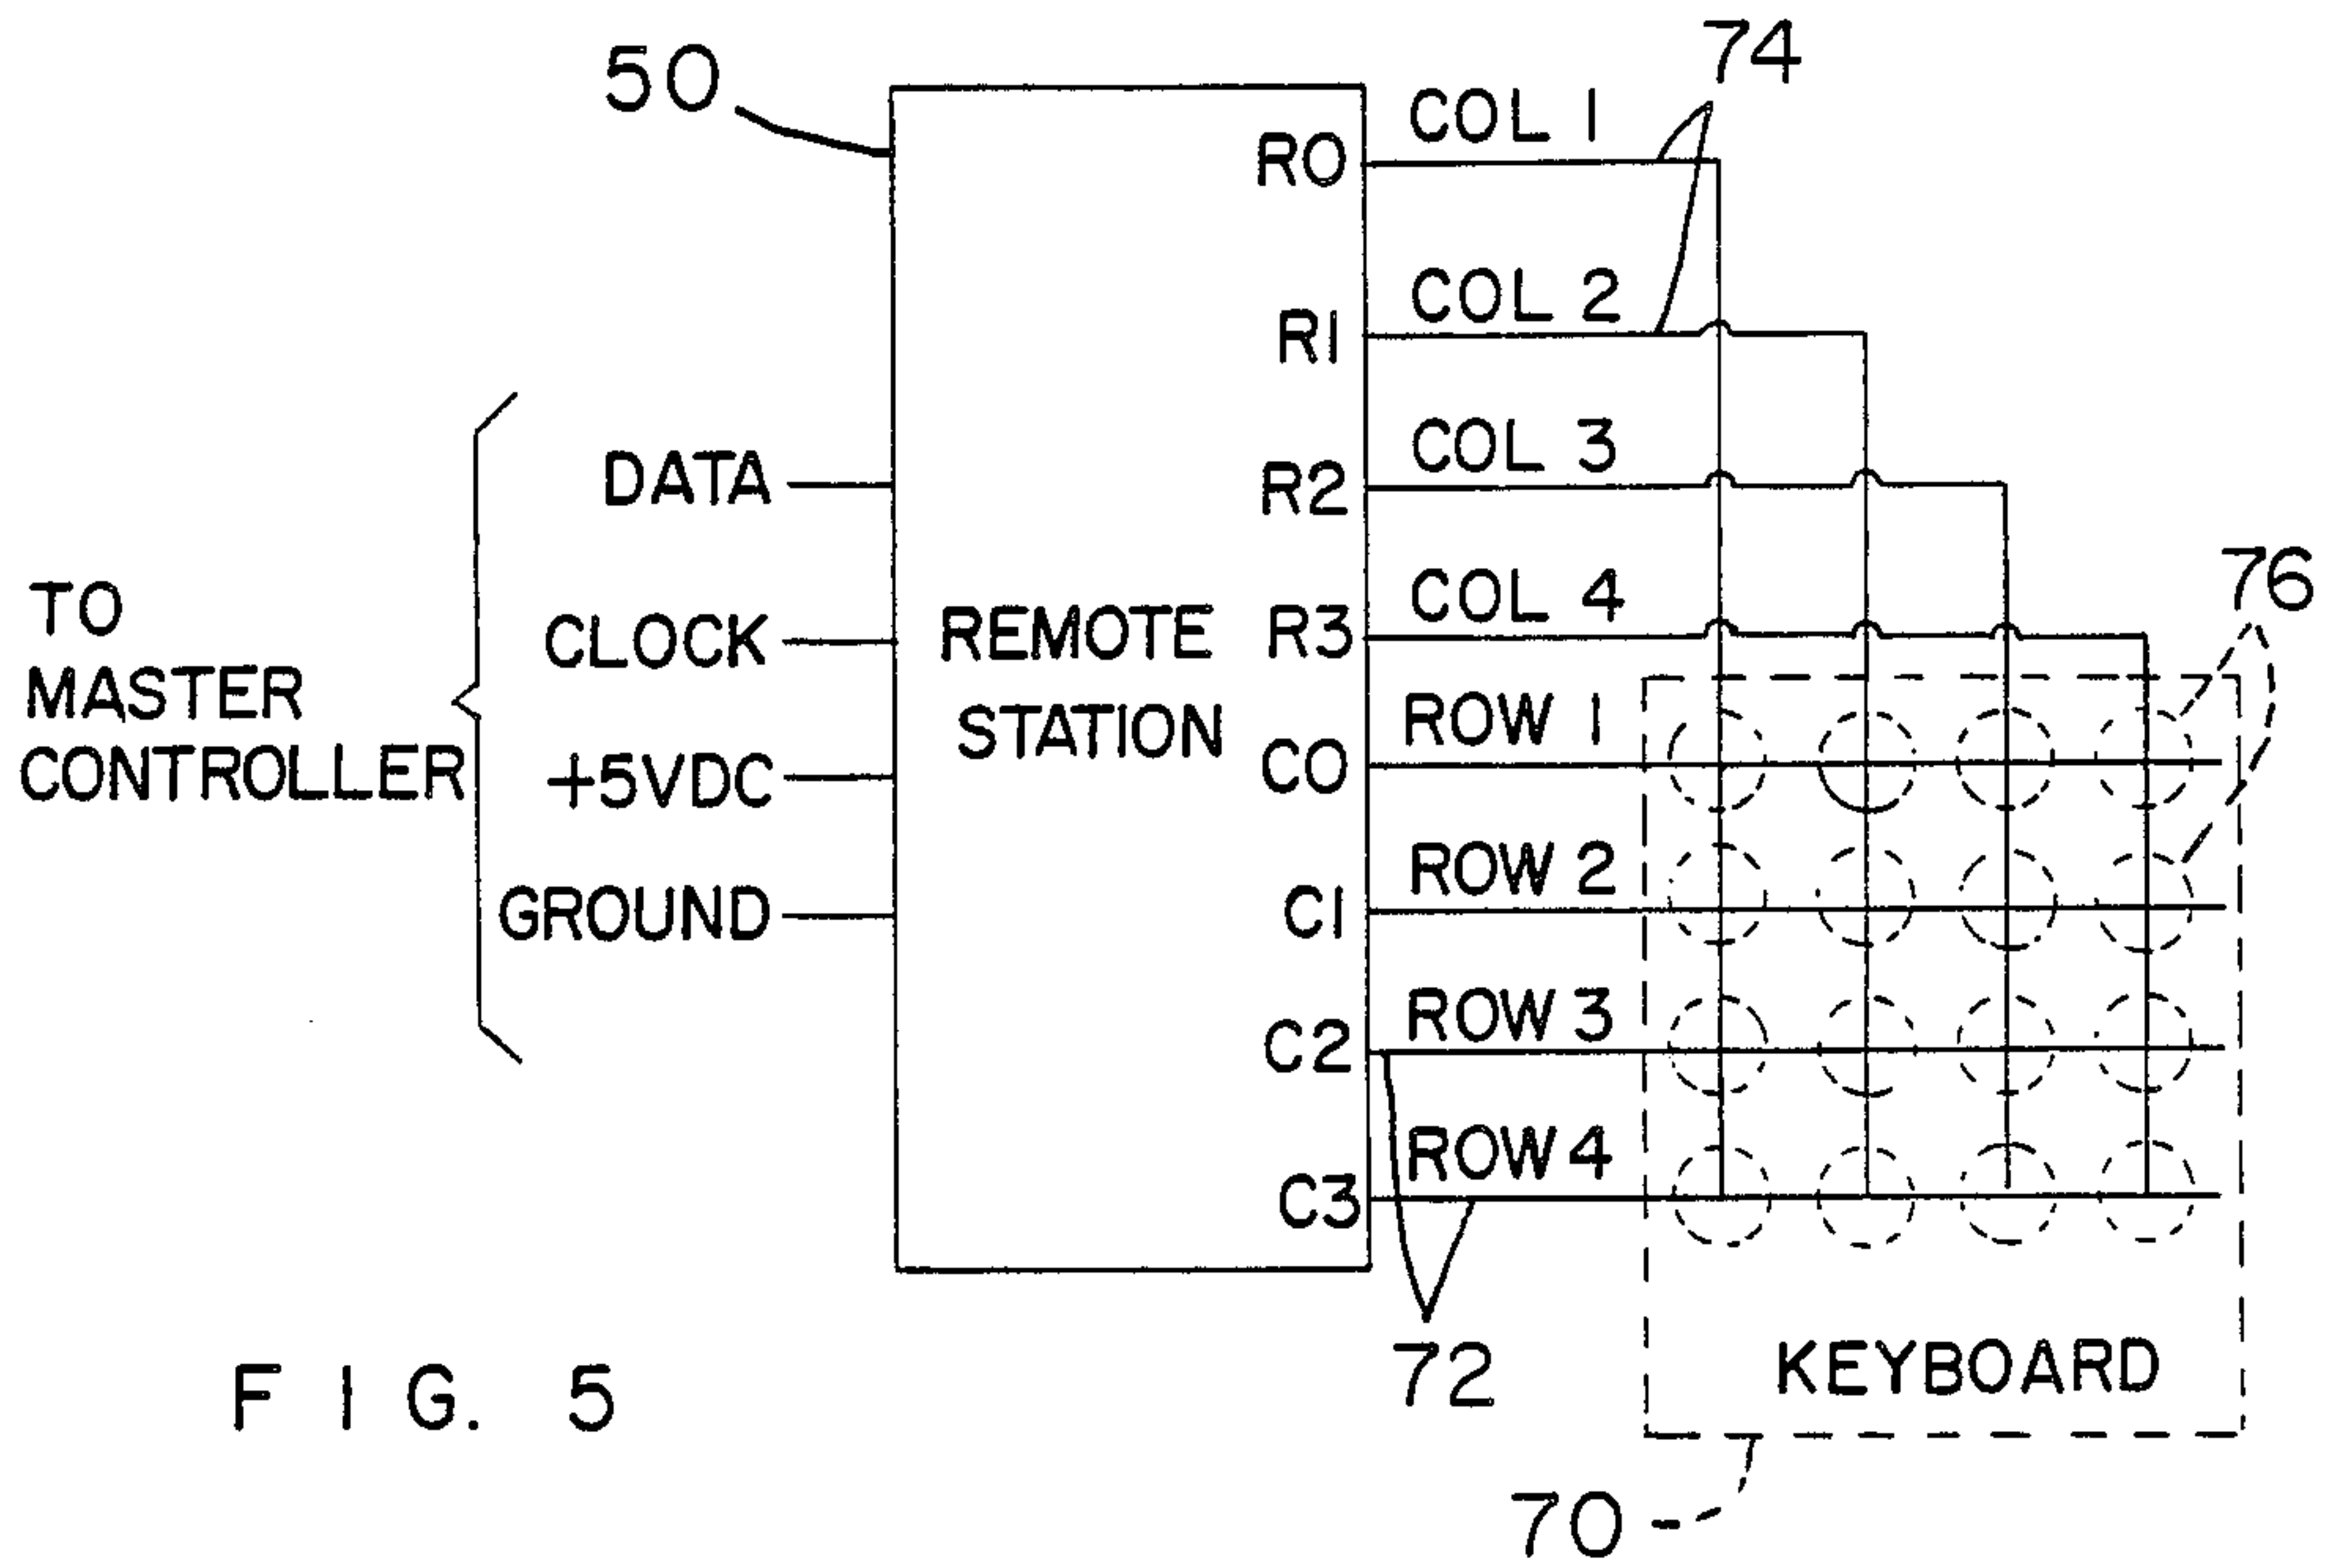 50
74
R0 COL 1
R1 COL 2
R2 COL 3
R3 COL 4
C0 ROW 1
C1 ROW 2
C2 ROW 3
C3 ROW 4
76
DATA
CLOCK
+5VDC
GROUND
TO
MASTER
CONTROLLER
REMOTE
STATION
72
KEYBOARD
70
FIG. 5